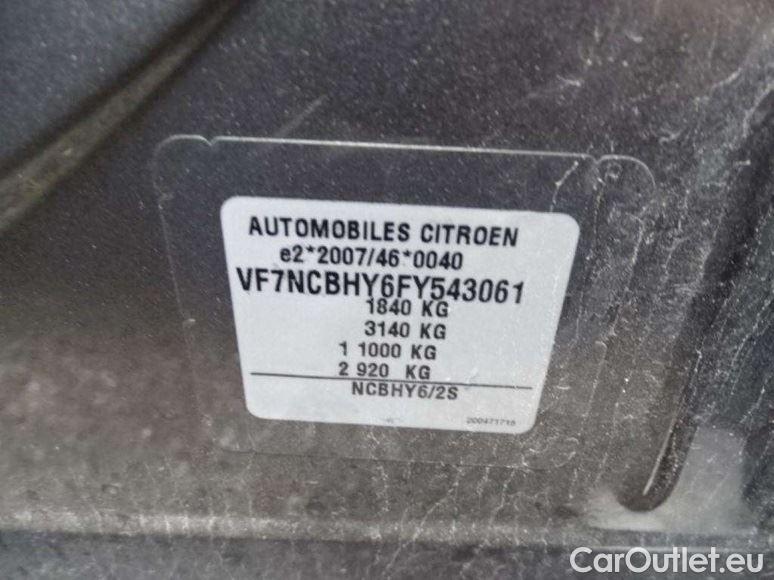 AUTOMOBILES CITROEN
e2*2007/46*0040
VF7NCBHY6FY543061
1840 KG
3140 KG
1 1000 KG
2 920 KG
NCBHY6/2S
200471715
CarOutlet.eu